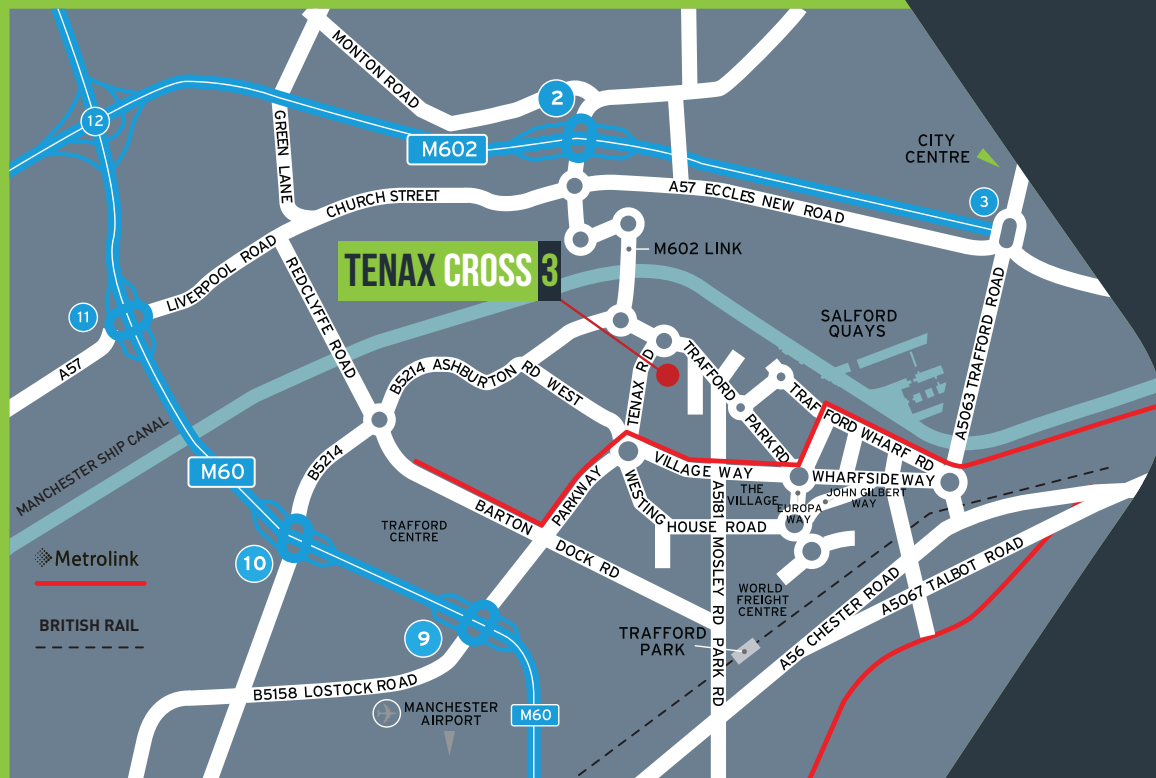 MONTON ROAD
2
12
M602
GREEN LANE
CITY
CENTRE
A57 ECCLES NEW ROAD
CHURCH STREET
3
LIVERPOOL ROAD
M602 LINK
TENAX CROSS 3
REDCLYFFE ROAD
11
A57
SALFORD
QUAYS
A5063 TRAFFORD ROAD
B5214 ASHBURTON RD WEST
TENAX RD
TRAFFORD PARK RD
TRAFFORD WHARF RD
MANCHESTER SHIP CANAL
M60
B5214
VILLAGE WAY
WHARFSIDE WAY
PARKWAY
WESTINGHOUSE ROAD
THE
VILLAGE
EUROPA
WAY
JOHN GILBERT
WAY
A5181 MOSLEY RD PARK RD
BARTON DOCK RD
TRAFFORD
CENTRE
Metrolink
10
A5067 TALBOT ROAD
A56 CHESTER ROAD
WORLD
FREIGHT
CENTRE
BRITISH RAIL
9
TRAFFORD
PARK
B5158 LOSTOCK ROAD
MANCHESTER
AIRPORT
M60